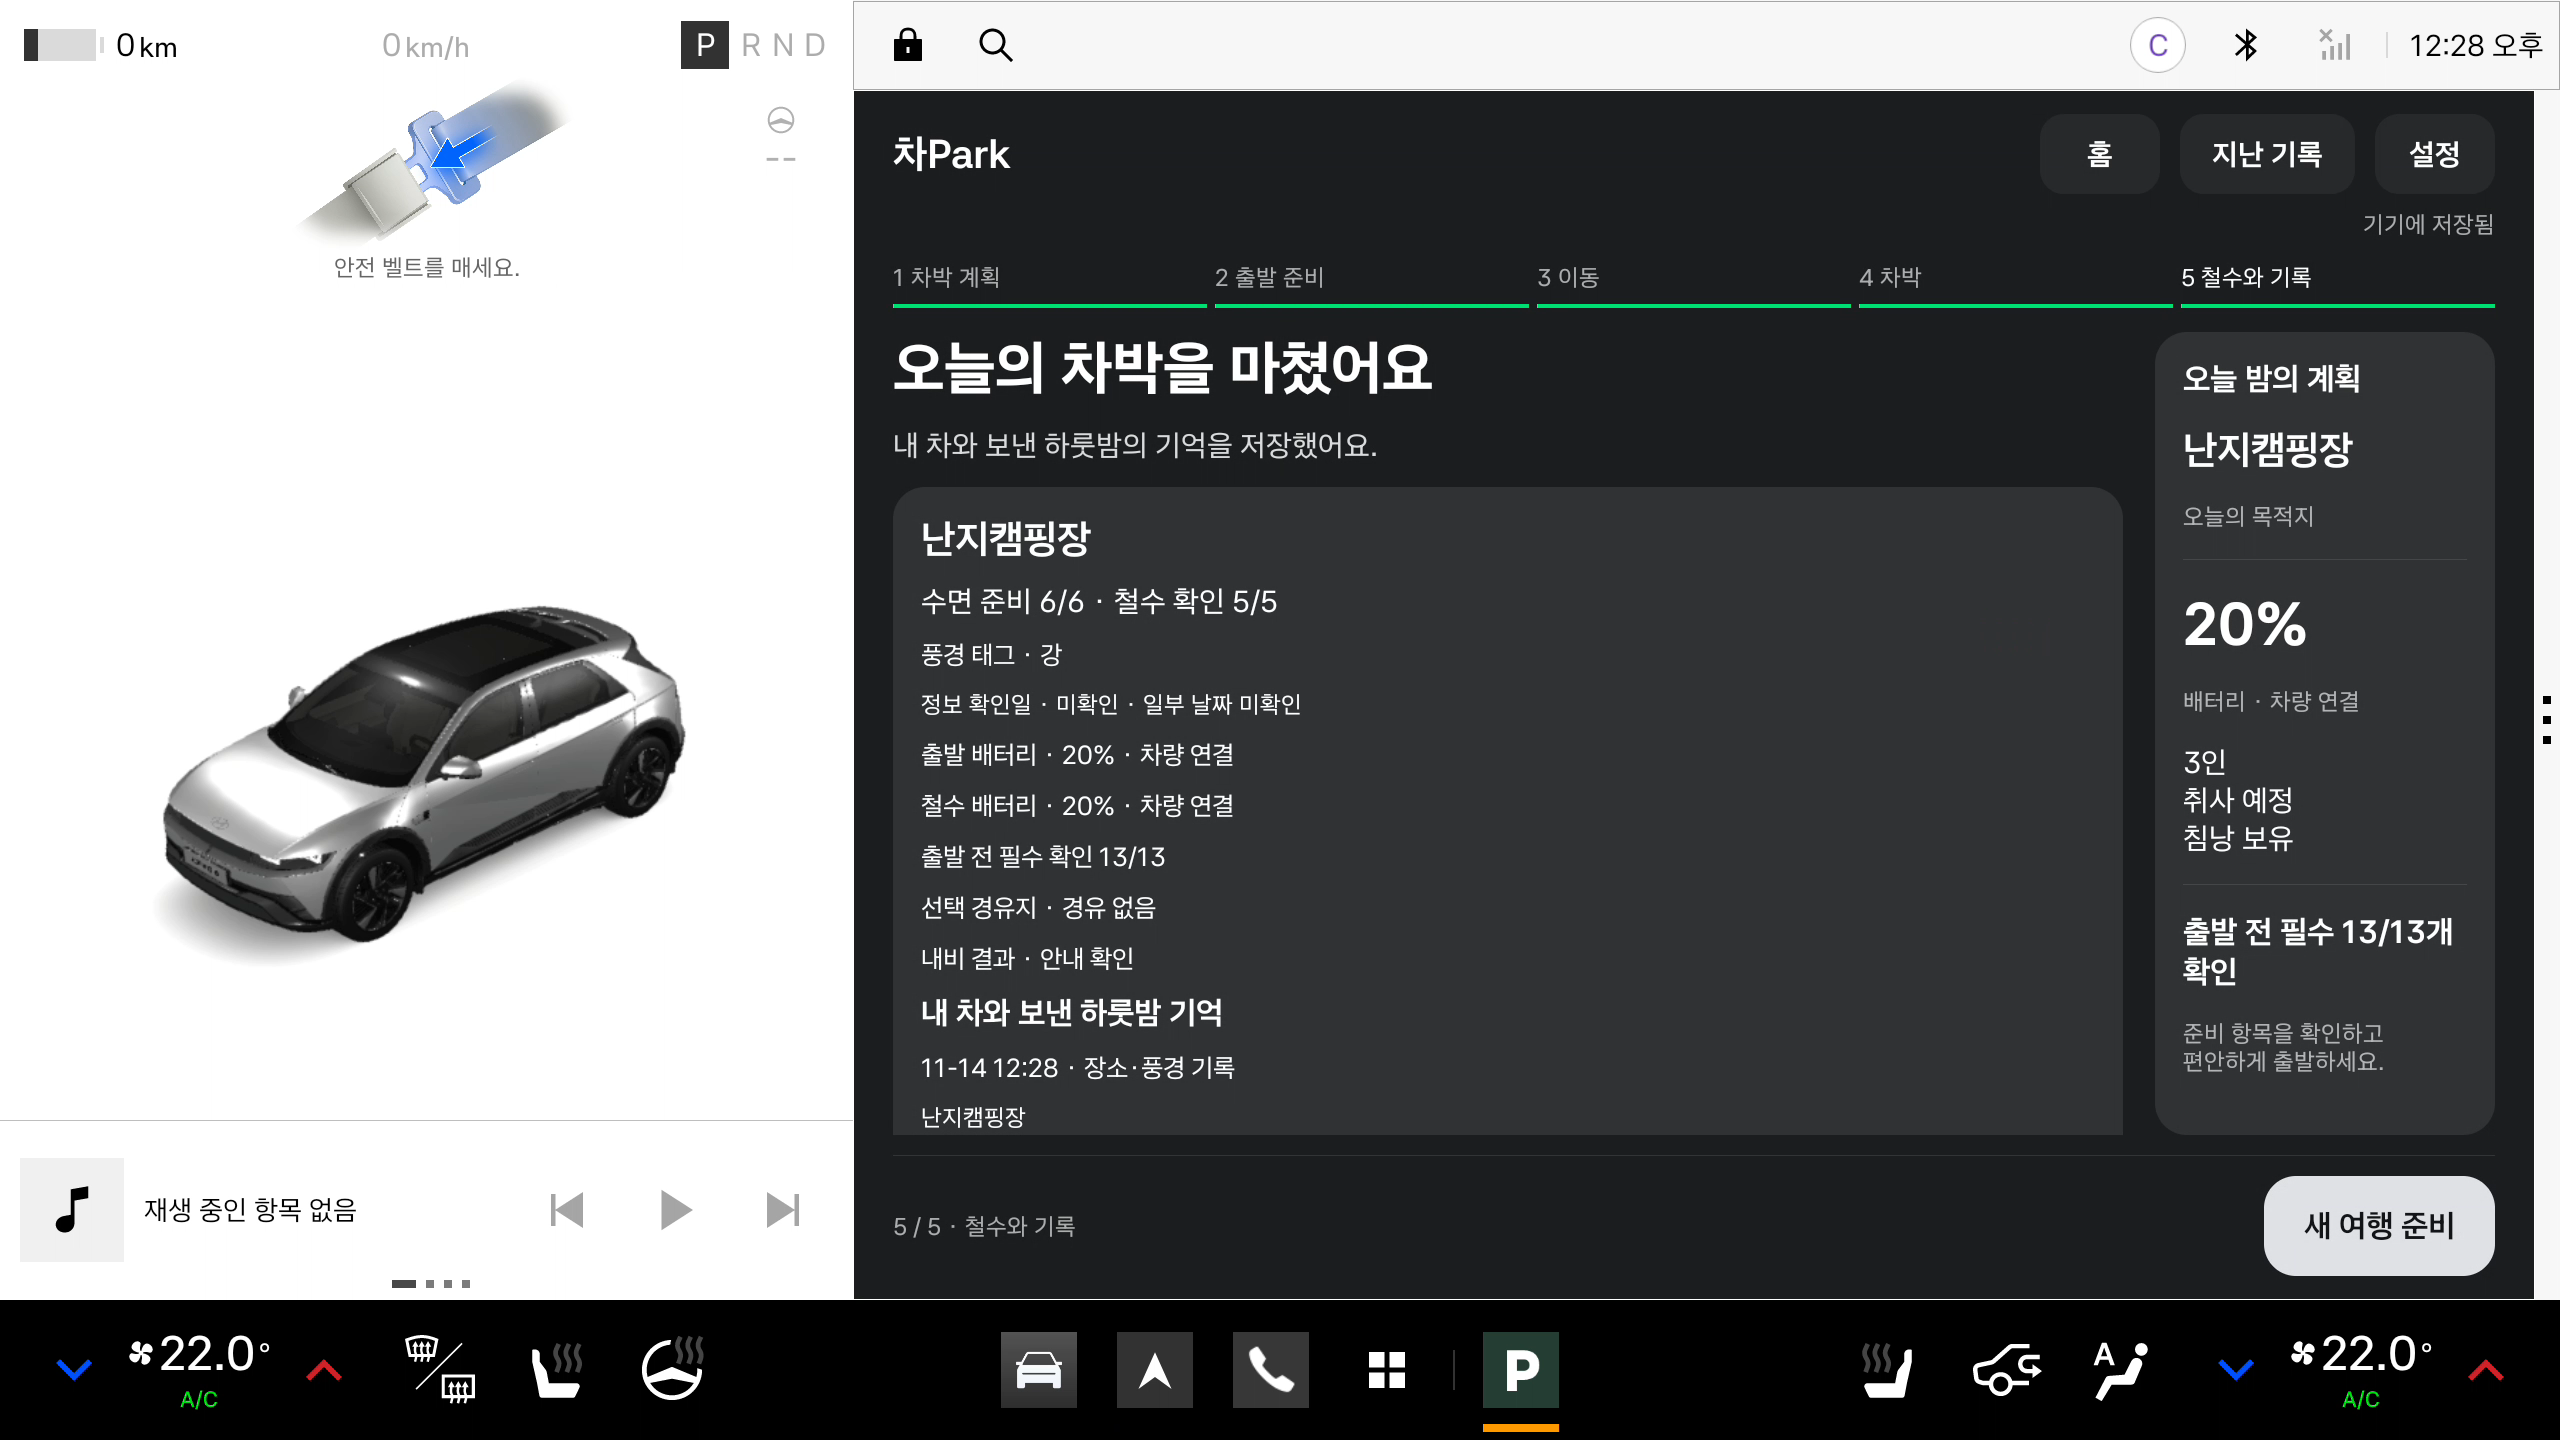 0 km
0 km/h
P R N D
안전 벨트를 매세요.
재생 중인 항목 없음
C
12:28 오후
차Park
홈
지난 기록
설정
기기에 저장됨
1 차박 계획
2 출발 준비
3 이동
4 차박
5 철수와 기록
오늘의 차박을 마쳤어요
내 차와 보낸 하룻밤의 기억을 저장했어요.
난지캠핑장
수면 준비 6/6 · 철수 확인 5/5
풍경 태그 · 강
정보 확인일 · 미확인 · 일부 날짜 미확인
출발 배터리 · 20% · 차량 연결
철수 배터리 · 20% · 차량 연결
출발 전 필수 확인 13/13
선택 경유지 · 경유 없음
내비 결과 · 안내 확인
내 차와 보낸 하룻밤 기억
11-14 12:28 · 장소·풍경 기록
난지캠핑장
오늘 밤의 계획
난지캠핑장
오늘의 목적지
20%
배터리 · 차량 연결
3인
취사 예정
침낭 보유
출발 전 필수 13/13개
확인
준비 항목을 확인하고
편안하게 출발하세요.
5 / 5 · 철수와 기록
새 여행 준비
22.0°
A/C
P
A
22.0°
A/C